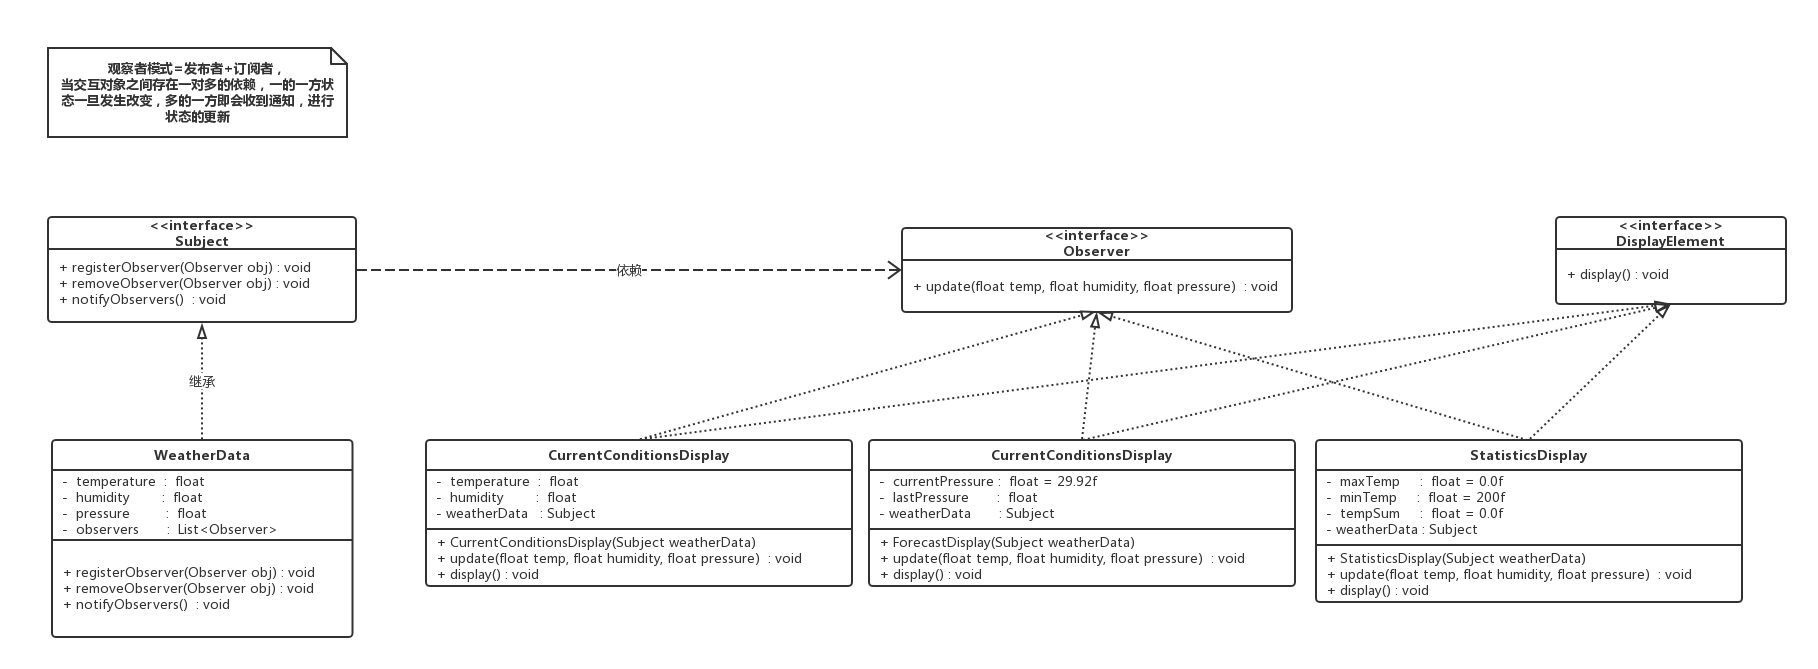 观察者模式=发布者+订阅者，
当交互对象之间存在一对多的依赖，一的一方状
态一旦发生改变，多的一方即会收到通知，进行
状态的更新
<<interface>>
Subject
+ registerObserver(Observer obj) : void
+ removeObserver(Observer obj) : void
+ notifyObservers() : void
依赖
<<interface>>
Observer
+ update(float temp, float humidity, float pressure) : void
<<interface>>
DisplayElement
+ display() : void
继承
WeatherData
- temperature : float
- humidity : float
- pressure : float
- observers : List<Observer>
+ registerObserver(Observer obj) : void
+ removeObserver(Observer obj) : void
+ notifyObservers() : void
CurrentConditionsDisplay
- temperature : float
- humidity : float
- weatherData : Subject
+ CurrentConditionsDisplay(Subject weatherData)
+ update(float temp, float humidity, float pressure) : void
+ display() : void
CurrentConditionsDisplay
- currentPressure : float = 29.92f
- lastPressure : float
- weatherData : Subject
+ ForecastDisplay(Subject weatherData)
+ update(float temp, float humidity, float pressure) : void
+ display() : void
StatisticsDisplay
- maxTemp : float = 0.0f
- minTemp : float = 200f
- tempSum : float = 0.0f
- weatherData : Subject
+ StatisticsDisplay(Subject weatherData)
+ update(float temp, float humidity, float pressure) : void
+ display() : void